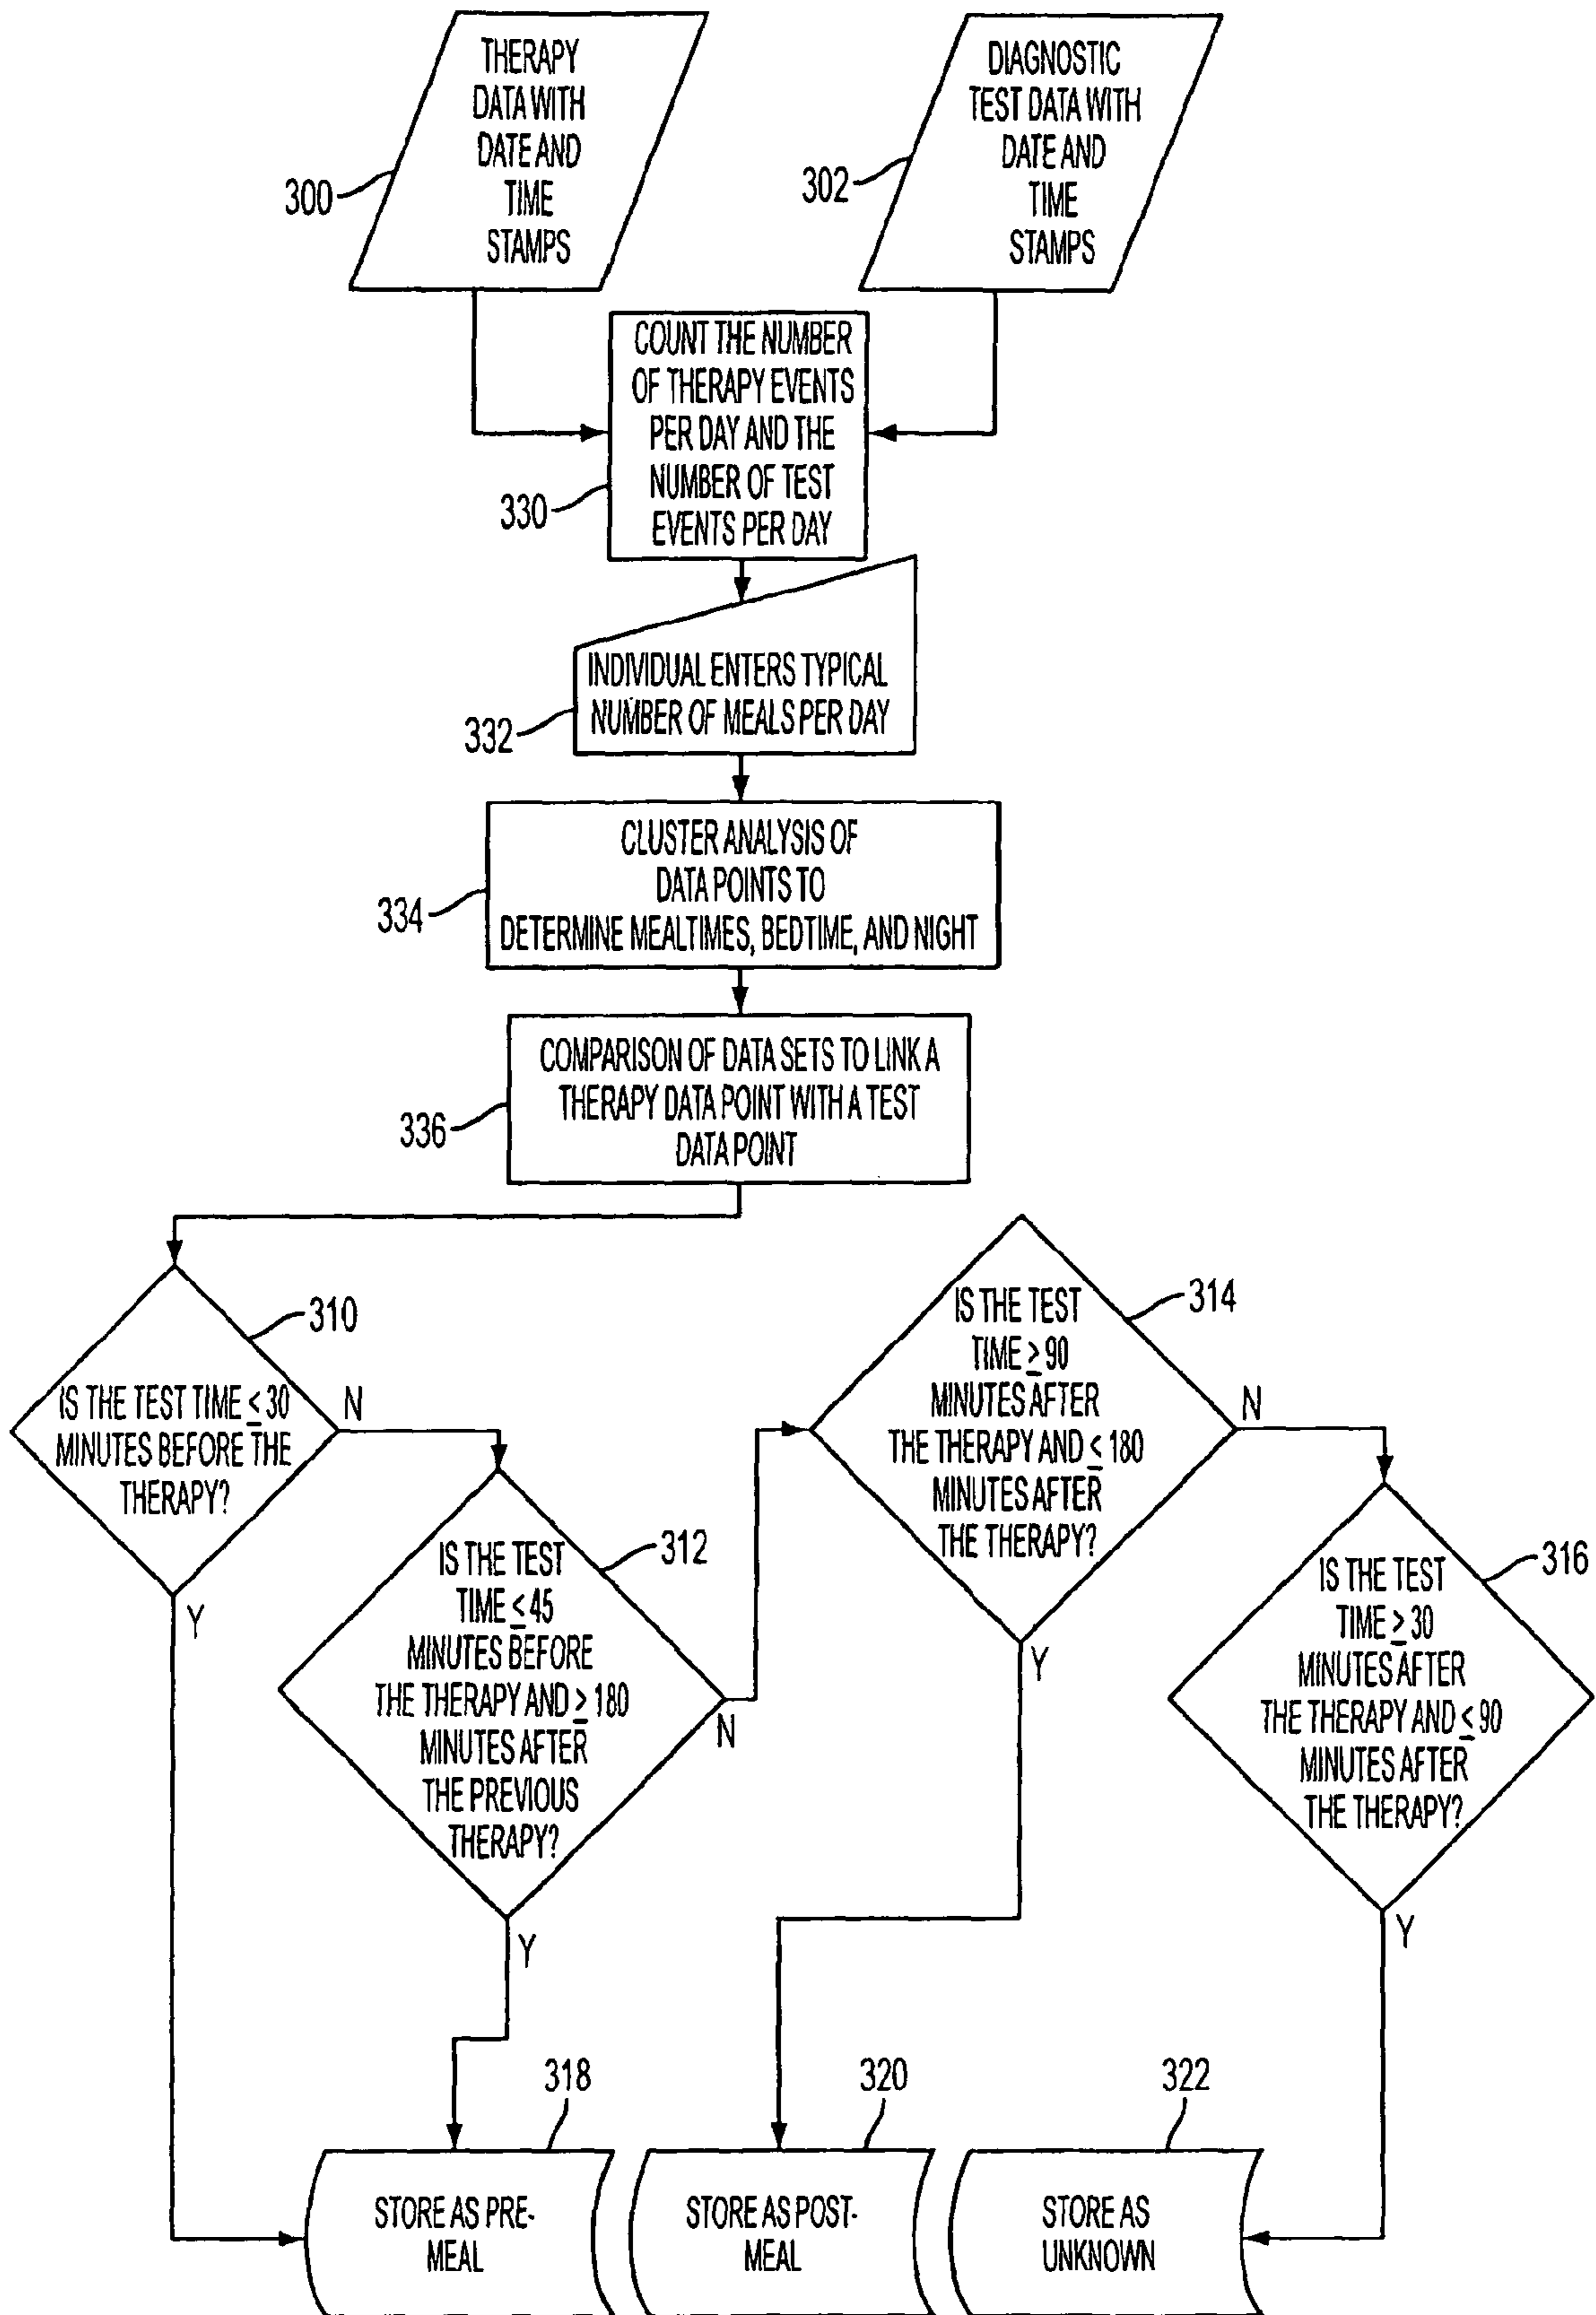 THERAPY
DATA WITH
DATE AND
TIME
STAMPS
300
DIAGNOSTIC
TEST DATA WITH
DATE AND
TIME
STAMPS
302
COUNT THE NUMBER
OF THERAPY EVENTS
PER DAY AND THE
NUMBER OF TEST
EVENTS PER DAY
330
INDIVIDUAL ENTERS TYPICAL
NUMBER OF MEALS PER DAY
332
CLUSTER ANALYSIS OF
DATA POINTS TO
DETERMINE MEALTIMES, BEDTIME, AND NIGHT
334
COMPARISON OF DATA SETS TO LINK A
THERAPY DATA POINT WITH A TEST
DATA POINT
336
310
IS THE TEST TIME ≤ 30
MINUTES BEFORE THE
THERAPY?
N
Y
312
IS THE TEST
TIME ≤ 45
MINUTES BEFORE
THE THERAPY AND ≥ 180
MINUTES AFTER
THE PREVIOUS
THERAPY?
N
Y
314
IS THE TEST
TIME ≥ 90
MINUTES AFTER
THE THERAPY AND ≤ 180
MINUTES AFTER
THE THERAPY?
N
Y
316
IS THE TEST
TIME ≥ 30
MINUTES AFTER
THE THERAPY AND ≤ 90
MINUTES AFTER
THE THERAPY?
Y
318
STORE AS PRE-
MEAL
320
STORE AS POST-
MEAL
322
STORE AS
UNKNOWN